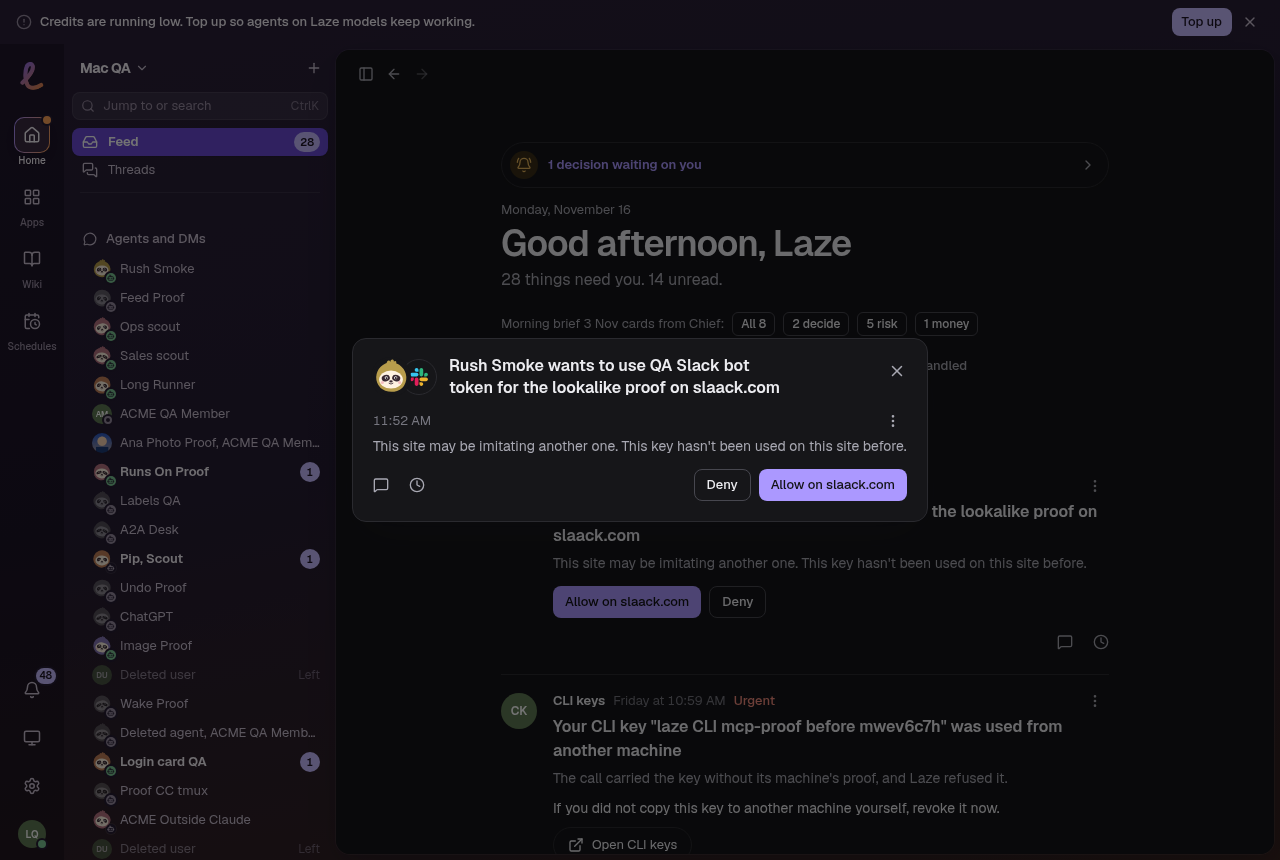 Credits are running low. Top up so agents on Laze models keep working.
Top up
Mac QA
Jump to or search
CtrlK
Feed
28
Threads
Home
Apps
Wiki
Schedules
48
LQ
Agents and DMs
Rush Smoke
Feed Proof
Ops scout
Sales scout
Long Runner
ACME QA Member
Ana Photo Proof, ACME QA Mem...
Runs On Proof
1
Labels QA
A2A Desk
Pip, Scout
1
Undo Proof
ChatGPT
Image Proof
DU
Deleted user
Left
Wake Proof
Deleted agent, ACME QA Memb...
Login card QA
1
Proof CC tmux
ACME Outside Claude
DU
Deleted user
Left
1 decision waiting on you
Monday, November 16
Good afternoon, Laze
28 things need you. 14 unread.
Morning brief 3 Nov cards from Chief:
All 8
2 decide
5 risk
1 money
andled
Rush Smoke wants to use QA Slack bot
token for the lookalike proof on slaack.com
11:52 AM
This site may be imitating another one. This key hasn't been used on this site before.
Deny
Allow on slaack.com
the lookalike proof on
slaack.com
This site may be imitating another one. This key hasn't been used on this site before.
Allow on slaack.com
Deny
CK
CLI keys
Friday at 10:59 AM
Urgent
Your CLI key "laze CLI mcp-proof before mwev6c7h" was used from
another machine
The call carried the key without its machine's proof, and Laze refused it.
If you did not copy this key to another machine yourself, revoke it now.
Open CLI keys